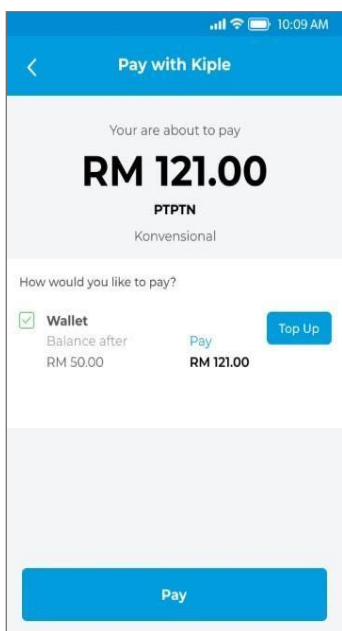 10:09 AM
Pay with Kiple
Your are about to pay
RM 121.00
PTPTN
Konvensional
How would you like to pay?
Wallet
Balance after Pay Top Up
RM 50.00 RM 121.00
Pay